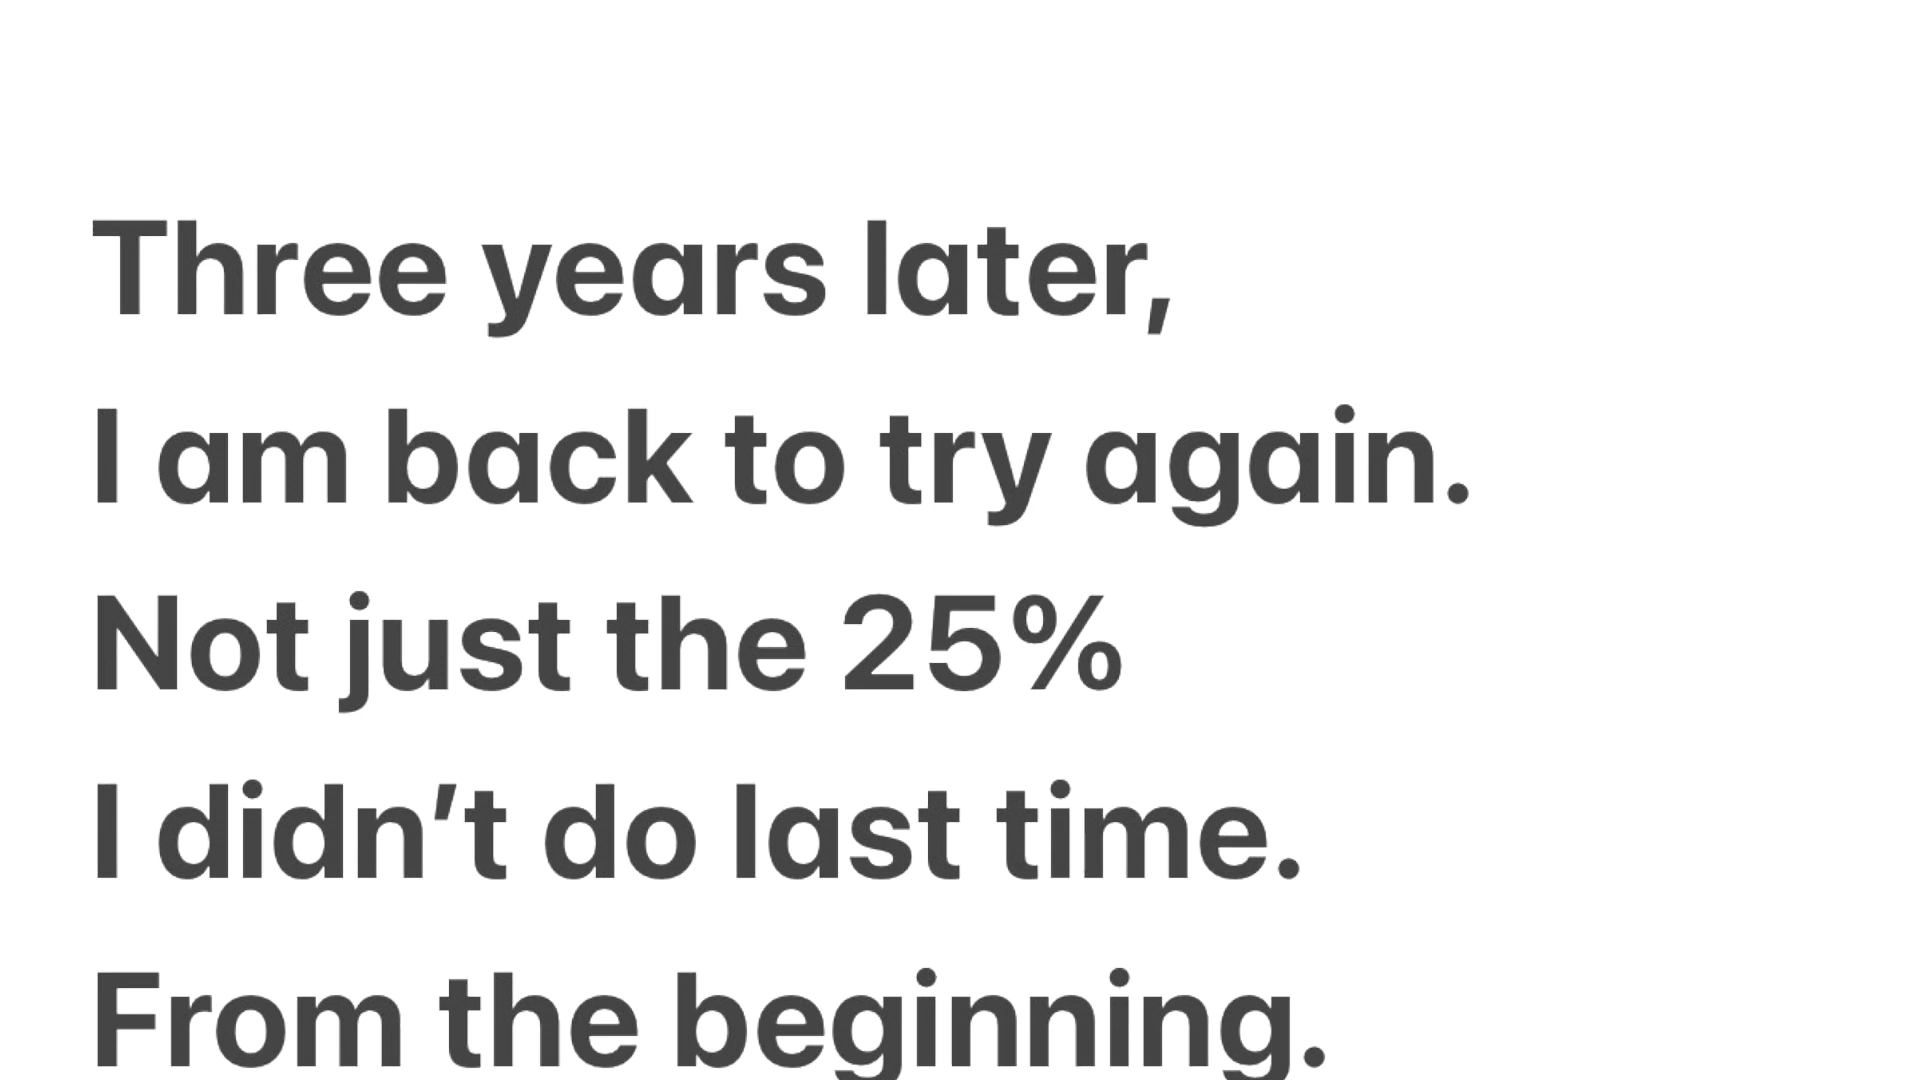 Three years later,
I am back to try again.
Not just the 25%
I didn’t do last time.
From the beginning.